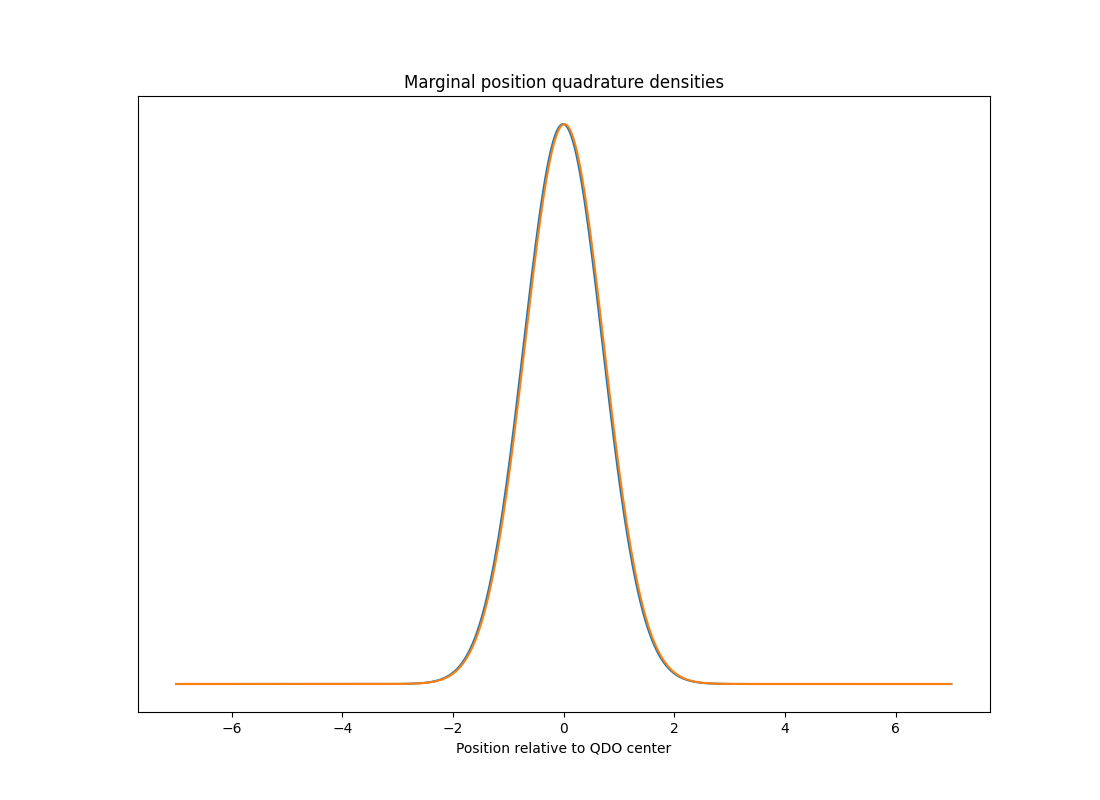 Marginal position quadrature densities
−6 −4 −2 0 2 4 6
Position relative to QDO center